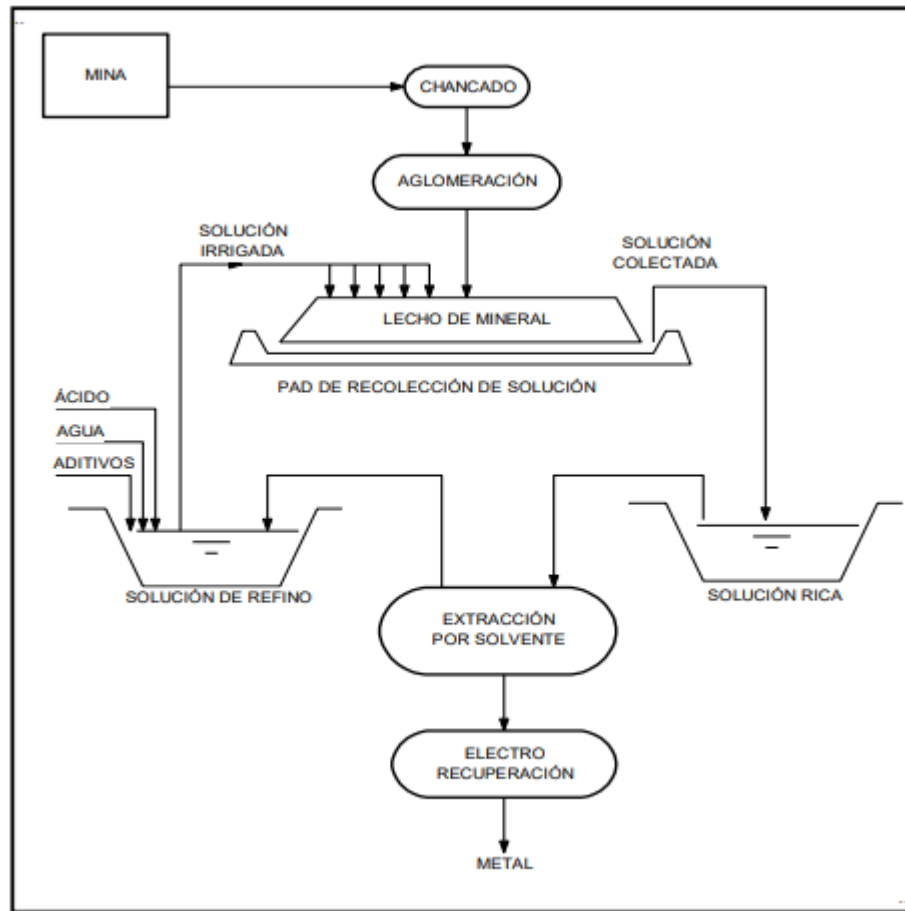 MINA
CHANCADO
AGLOMERACIÓN
SOLUCIÓN
IRRIGADA
SOLUCIÓN
COLECTADA
LECHO DE MINERAL
PAD DE RECOLECCIÓN DE SOLUCIÓN
ÁCIDO
AGUA
ADITIVOS
SOLUCIÓN DE REFINO
SOLUCIÓN RICA
EXTRACCIÓN
POR SOLVENTE
ELECTRO
RECUPERACIÓN
METAL